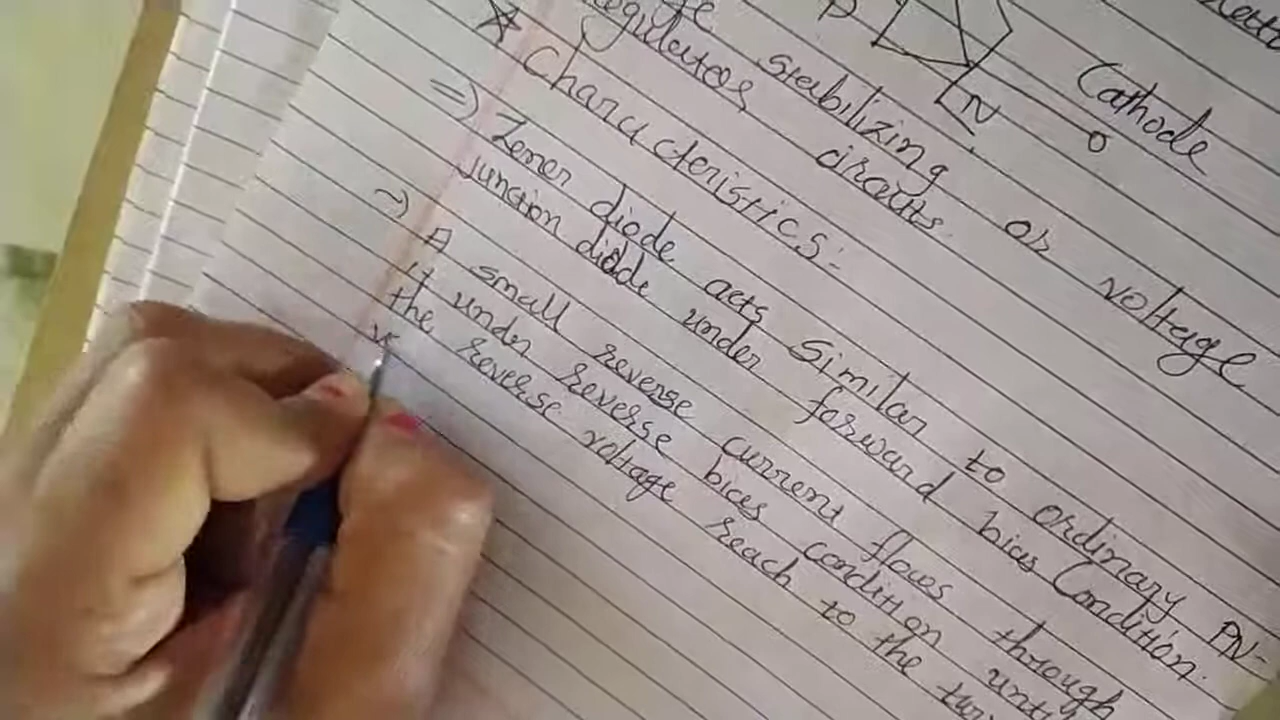 P
N
Cathode
stabilizing or voltage
regulators circuits.
* Characteristics:-
=) Zener diode acts similar to ordinary PN-
Junction diode under forward bias Condition.
-) A small reverse current flows through
it under reverse bias condition until
the reverse voltage reach to the